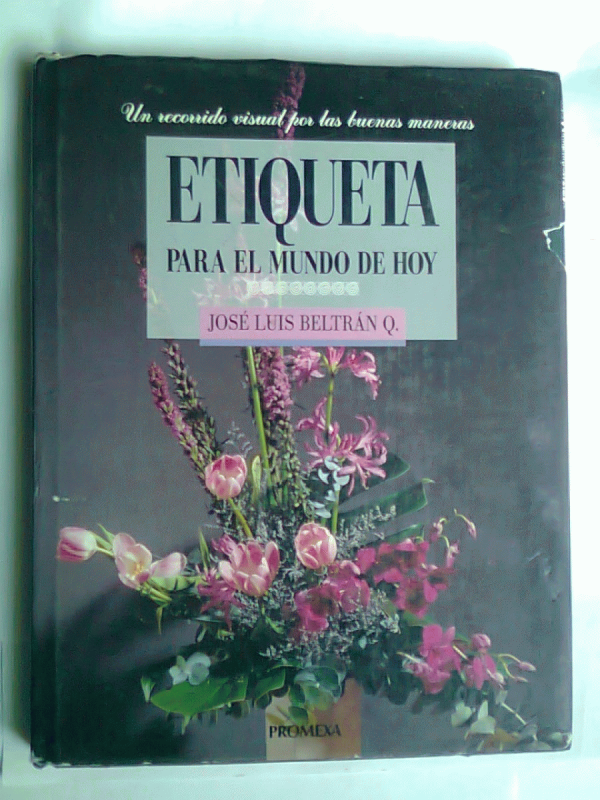 Un recorrido visual por las buenas maneras
ETIQUETA
PARA EL MUNDO DE HOY
JOSÉ LUIS BELTRÁN Q.
PROMEXA